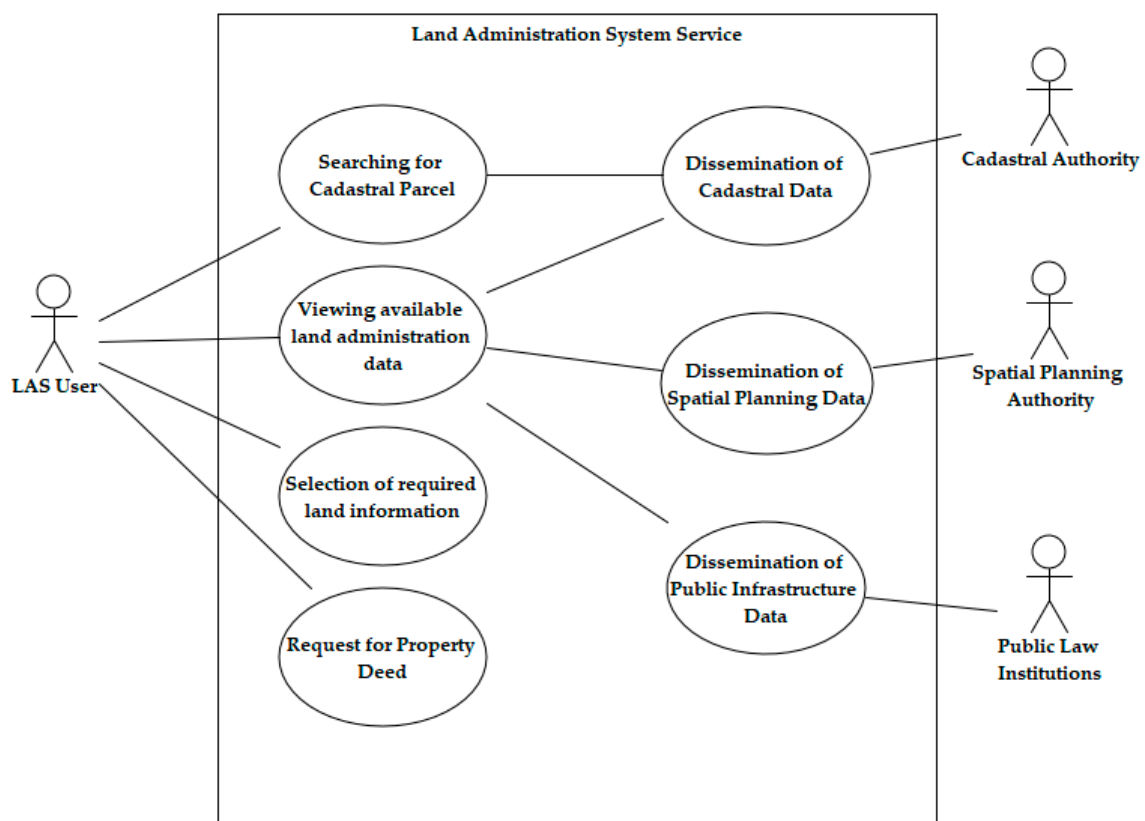 Land Administration System Service
Searching for
Cadastral Parcel
Dissemination of
Cadastral Data
Cadastral Authority
Viewing available
land administration
data
LAS User
Dissemination of
Spatial Planning Data
Spatial Planning
Authority
Selection of required
land information
Dissemination of
Public Infrastructure
Data
Request for Property
Deed
Public Law
Institutions